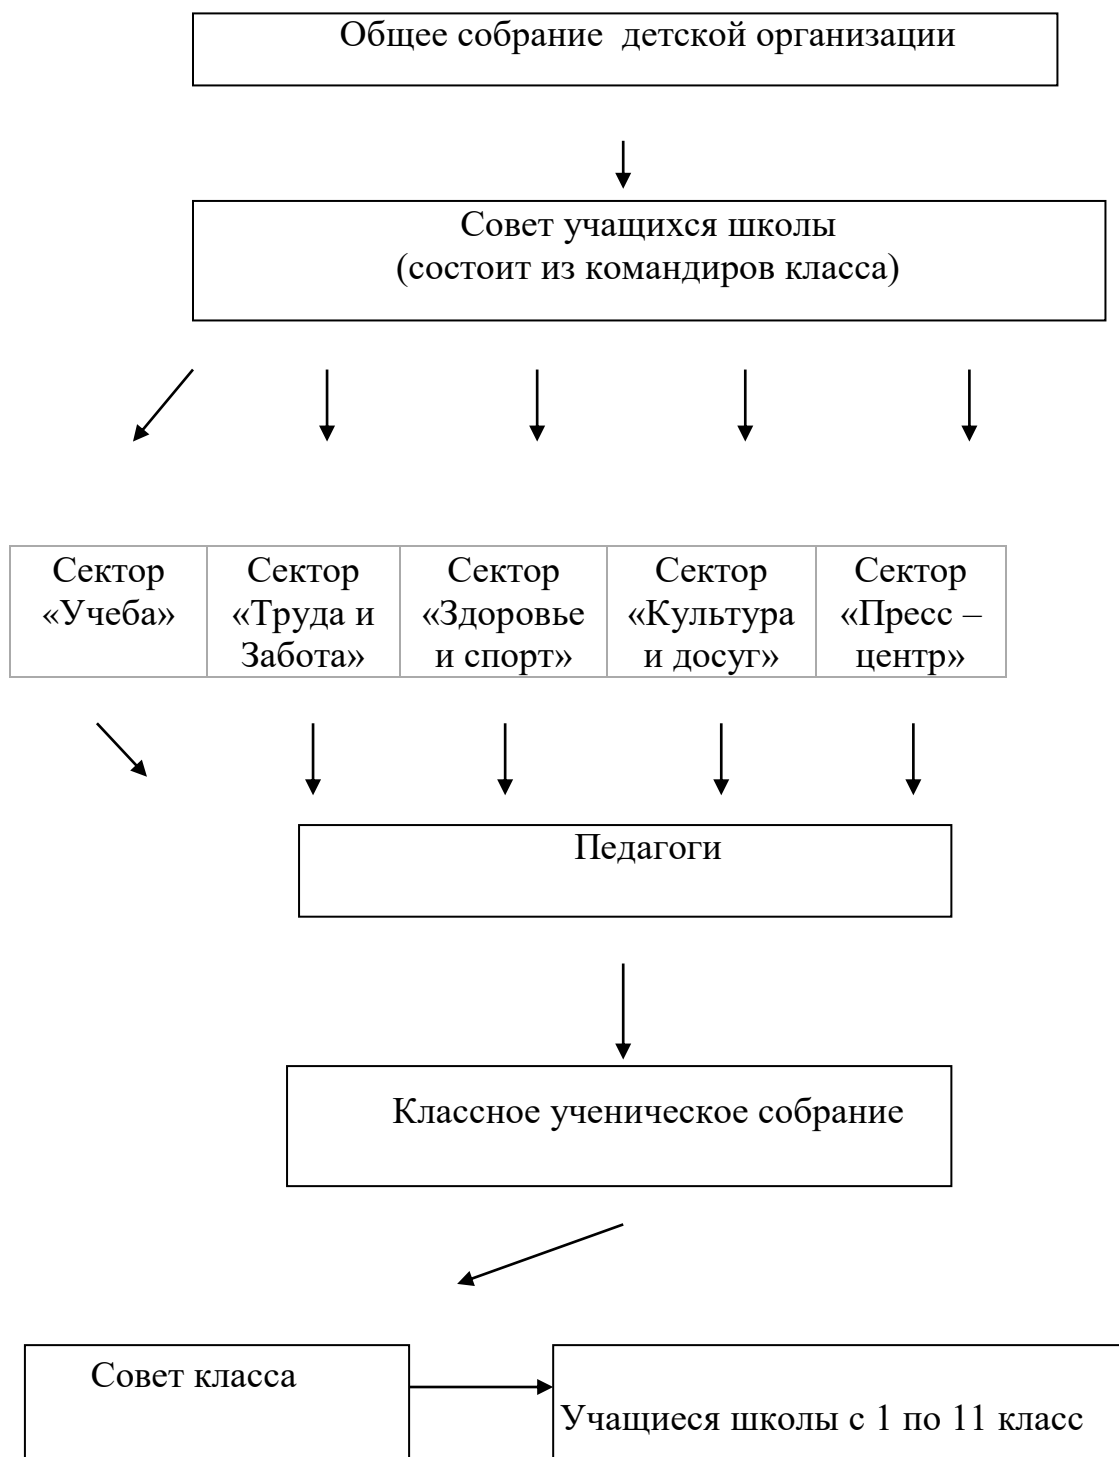 Общее собрание  детской организации
Совет учащихся школы
(состоит из командиров класса)
Сектор
«Учеба»
Сектор
«Труда и
Забота»
Сектор
«Здоровье
и спорт»
Сектор
«Культура
и досуг»
Сектор
«Пресс –
центр»
Педагоги
Классное ученическое собрание
Совет класса
Учащиеся школы с 1 по 11 класс